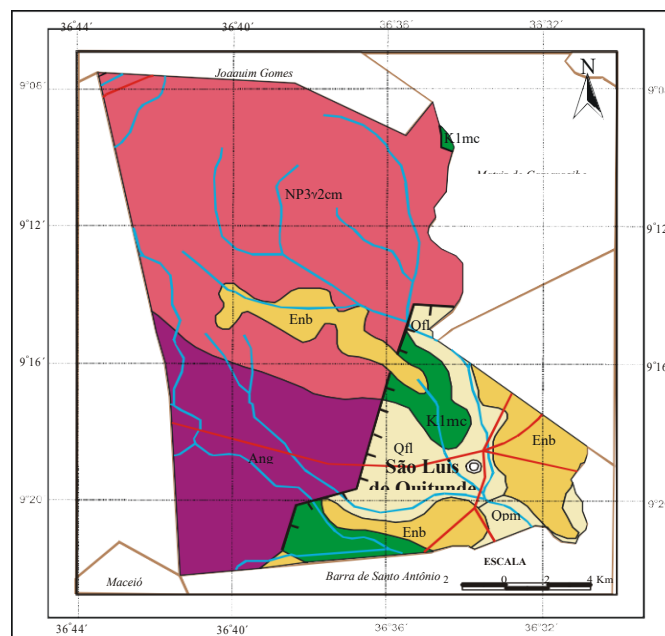 36°44' 36°40' 36°36' 36°32'
Joaquim Gomes
N
9°06'
K1mc
NP3γ2cm
9°12' 9°12'
Enb
Qfl
9°16' 9°16'
K1mc
Enb
Qfl
Ang
São Luis
do Quitunde
9°20'
Qpm
Enb
ESCALA
Maceió
Barra de Santo Antônio
2 0 2 4 Km
36°44' 36°40' 36°36' 36°32'